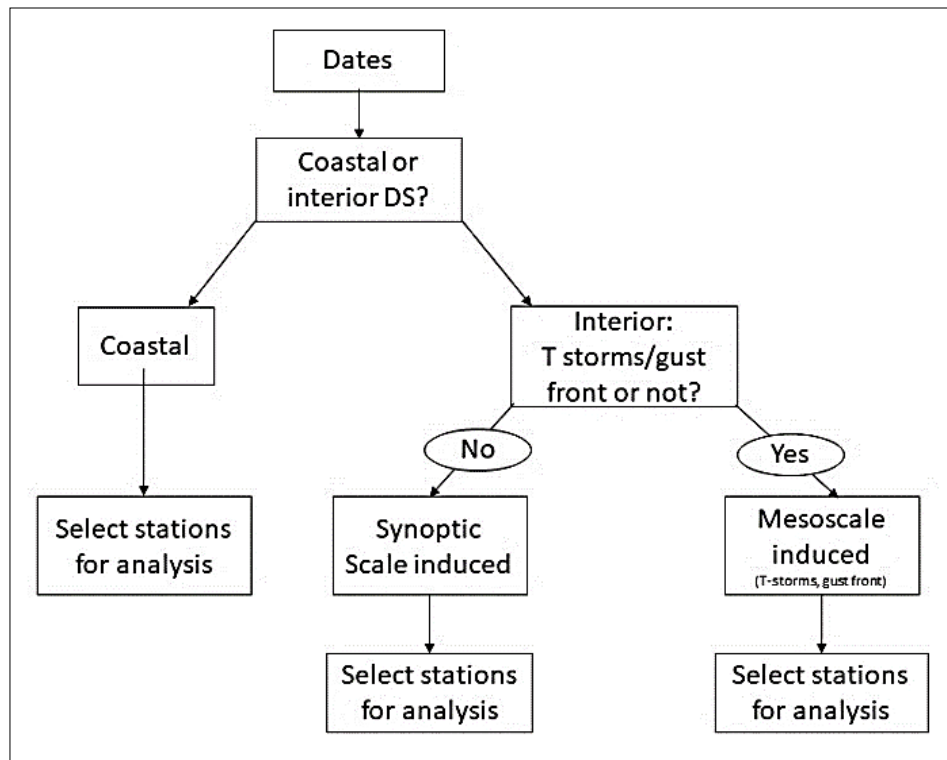 Dates
Coastal or
interior DS?
Coastal
Interior:
T storms/gust
front or not?
No
Yes
Select stations
for analysis
Synoptic
Scale induced
Mesoscale
induced
(T-storms, gust front)
Select stations
for analysis
Select stations
for analysis